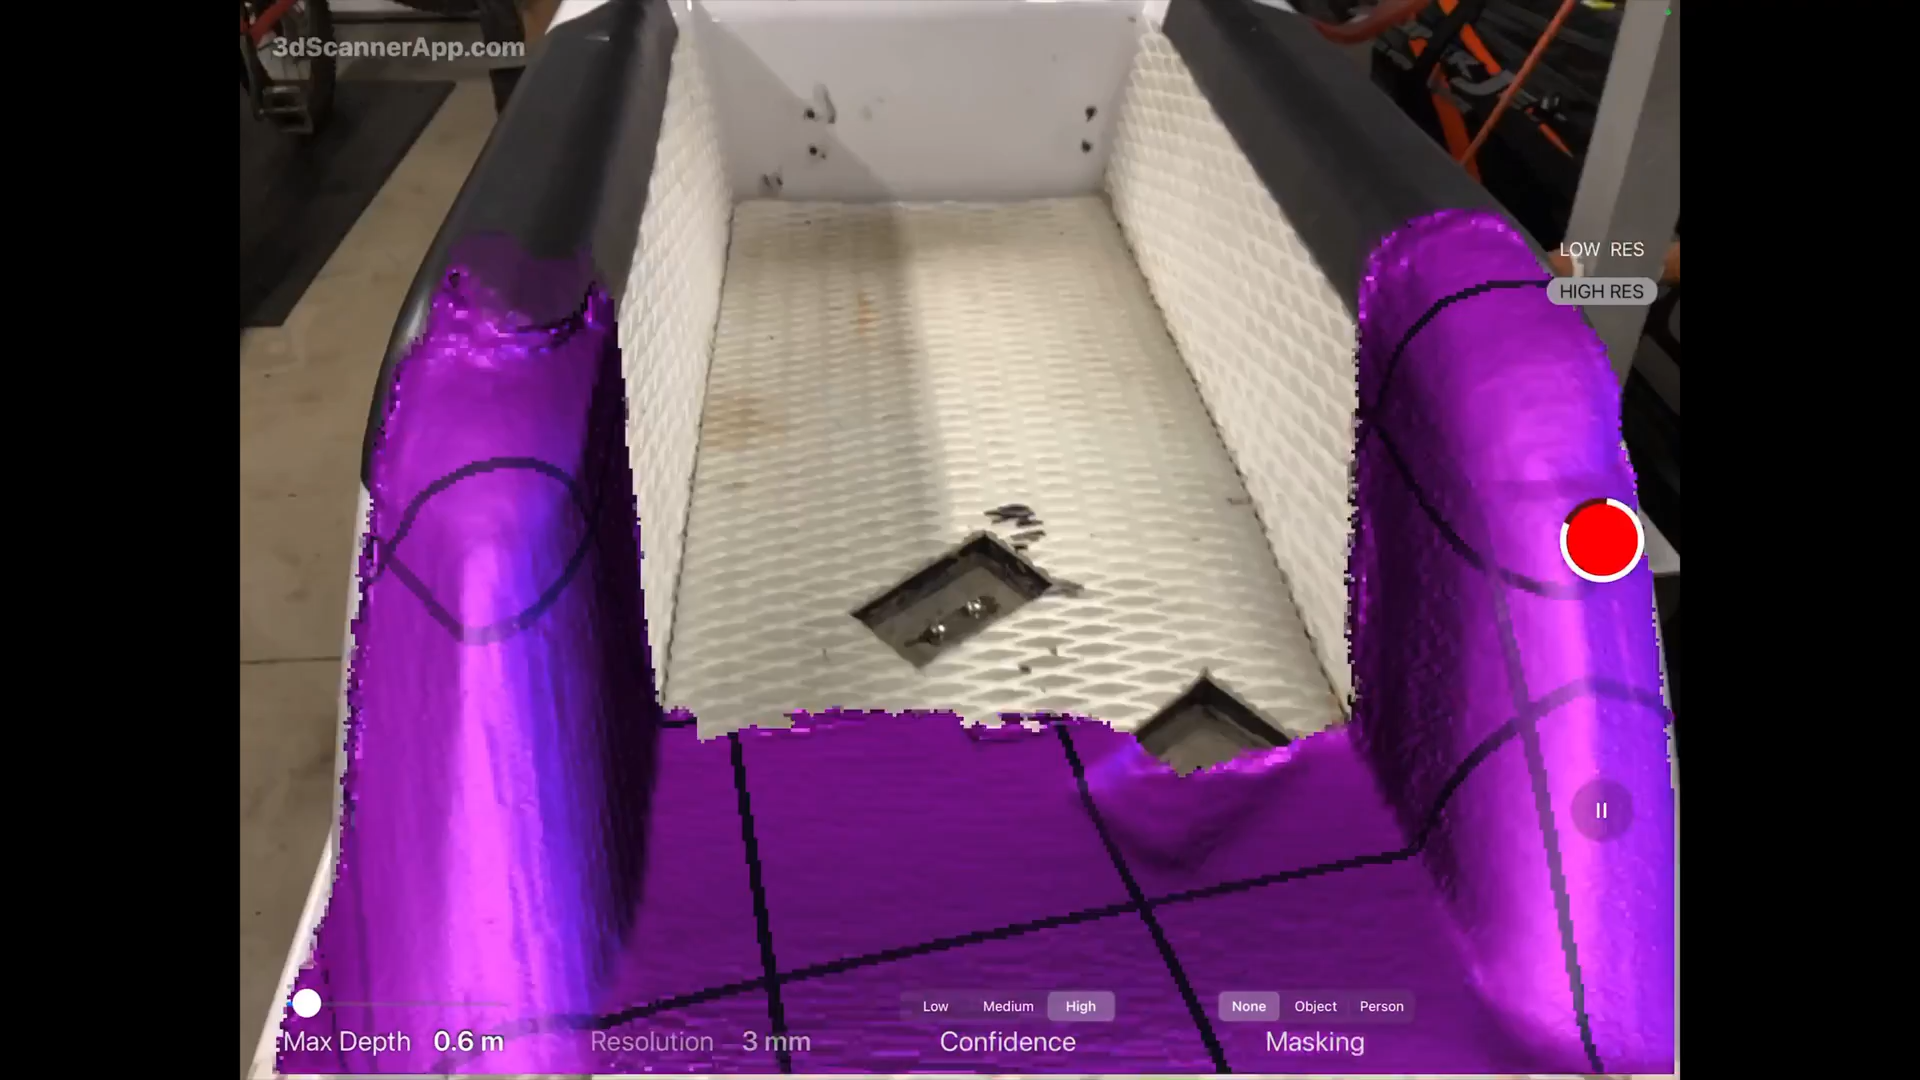 3dScannerApp.com
LOW RES
HIGH RES
Low Medium High
None Object Person
Max Depth 0.6 m
Resolution 3 mm
Confidence
Masking